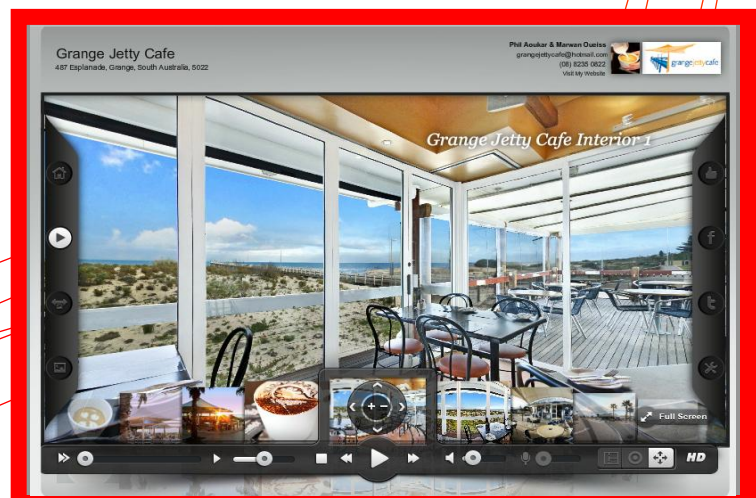 Grange Jetty Cafe
487 Esplanade, Grange, South Australia, 5022
Phil Aoukar & Marwan Oueiss
grangejettycafe@hotmail.com
(08) 8235 0822
Visit My Website
grangejettycafe
Grange Jetty Cafe Interior 1
Full Screen
HD